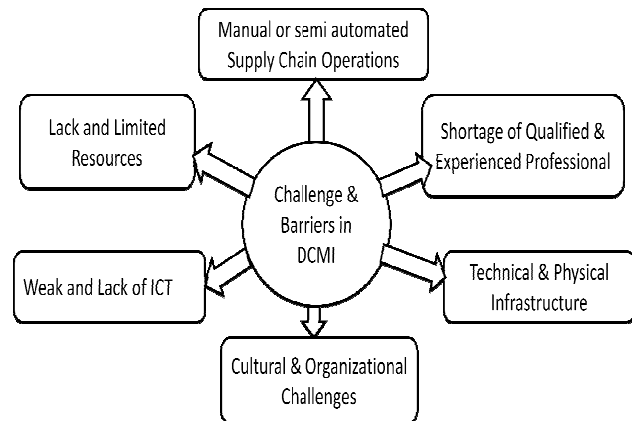 Manual or semi automated
Supply Chain Operations
Lack and Limited
Resources
Shortage of Qualified &
Experienced Professional
Challenge &
Barriers in
DCMI
Weak and Lack of ICT
Technical & Physical
Infrastructure
Cultural & Organizational
Challenges